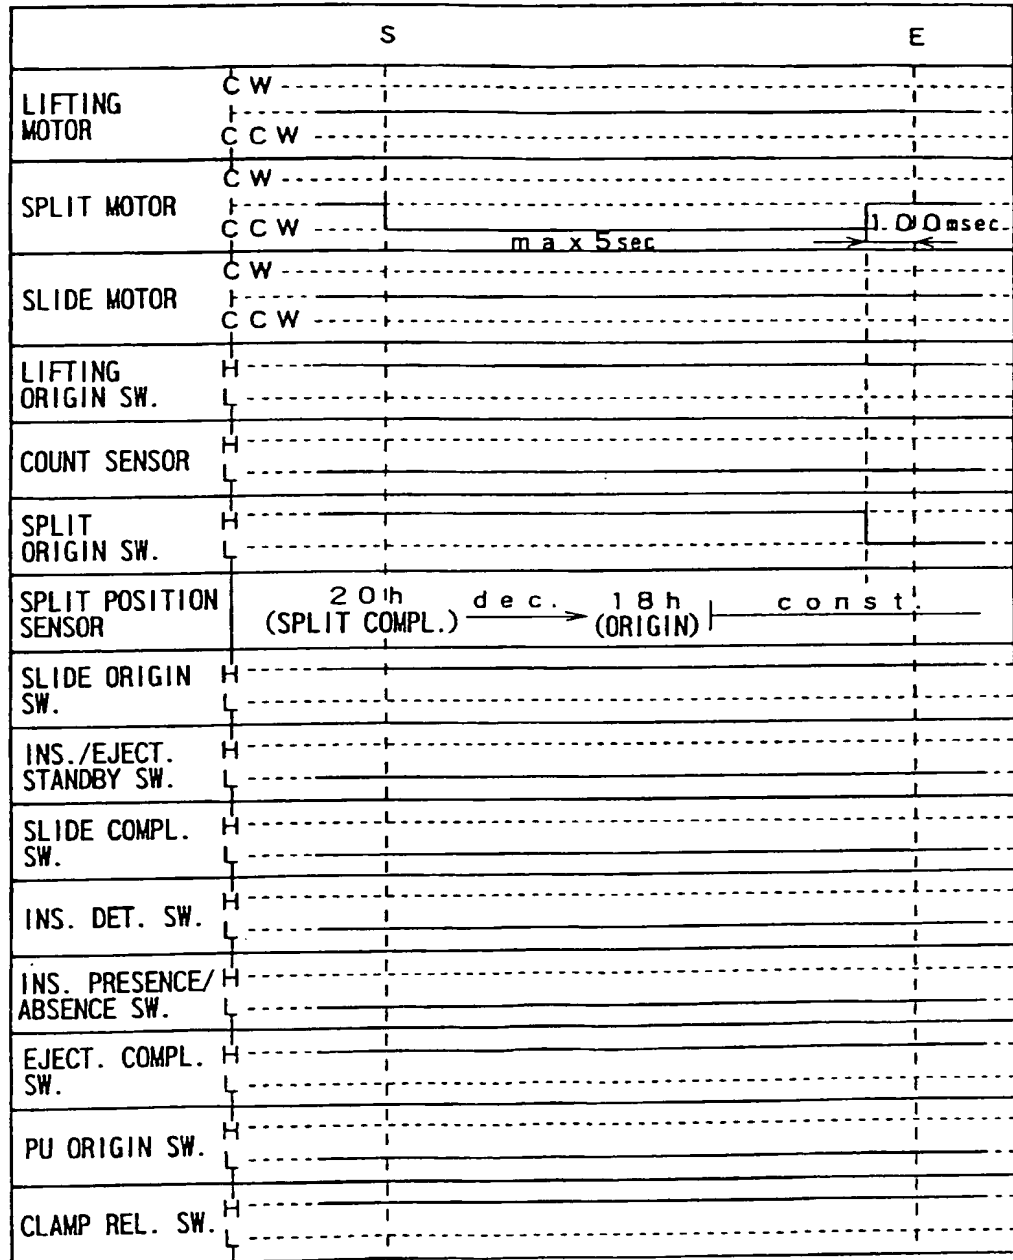 S E
LIFTING MOTOR CW
CCW
SPLIT MOTOR CW
CCW max 5sec 100msec
SLIDE MOTOR CW
CCW
LIFTING ORIGIN SW. H
L
COUNT SENSOR H
L
SPLIT ORIGIN SW. H
L
SPLIT POSITION SENSOR 20h (SPLIT COMPL.) dec. 18h (ORIGIN) const.
SLIDE ORIGIN SW. H
L
INS./EJECT. STANDBY SW. H
L
SLIDE COMPL. SW. H
L
INS. DET. SW. H
L
INS. PRESENCE/ABSENCE SW. H
L
EJECT. COMPL. SW. H
L
PU ORIGIN SW. H
L
CLAMP REL. SW. H
L